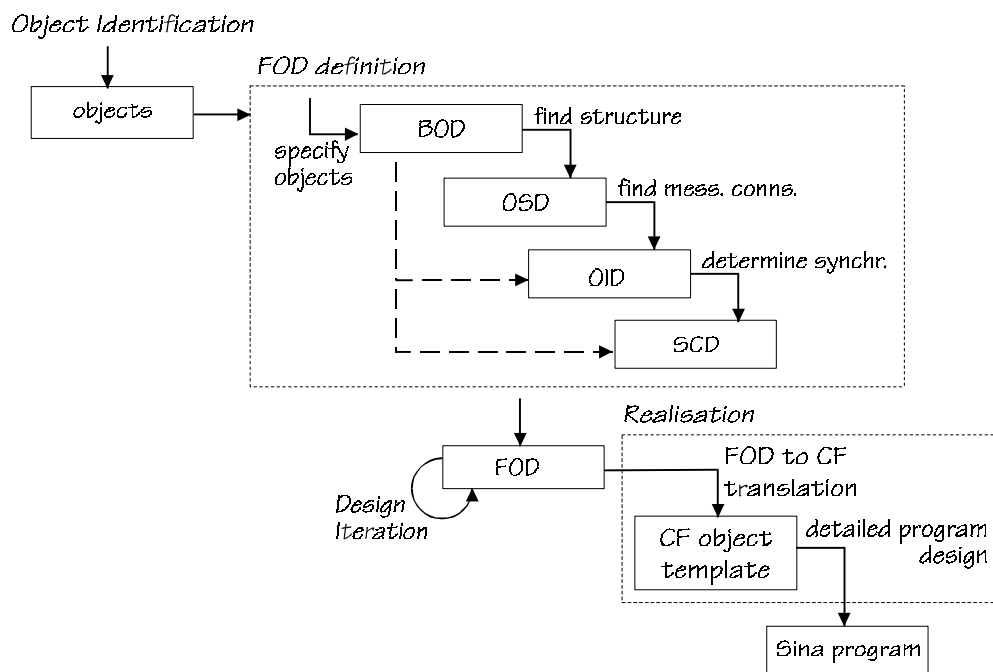 Object Identification
objects
FOD definition
specify
objects
BOD
find structure
OSD
find mess. conns.
OID
determine synchr.
SCD
FOD
Design
Iteration
Realisation
FOD to CF
translation
CF object
template
detailed program
design
Sina program